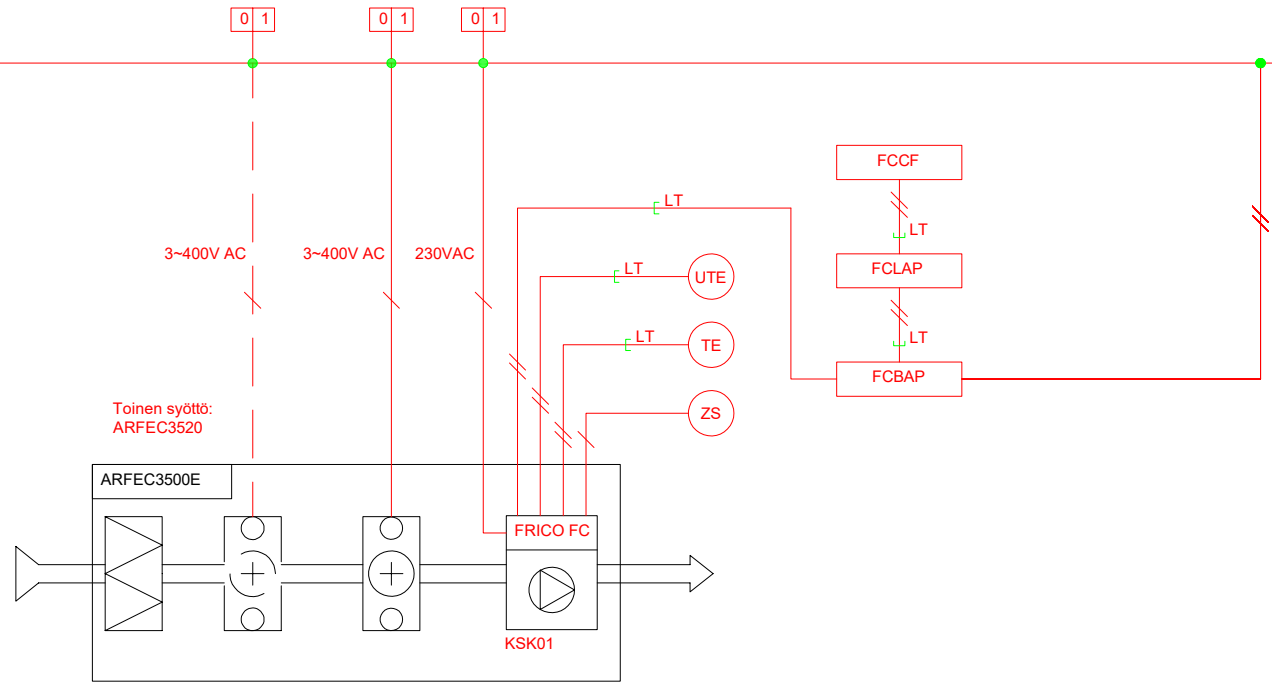 0 1
0 1
0 1
FCCF
LT
LT
3~400V AC
3~400V AC
230VAC
FCLAP
LT
UTE
LT
TE
LT
FCBAP
Toinen syöttö:
ARFEC3520
ZS
ARFEC3500E
FRICO FC
KSK01